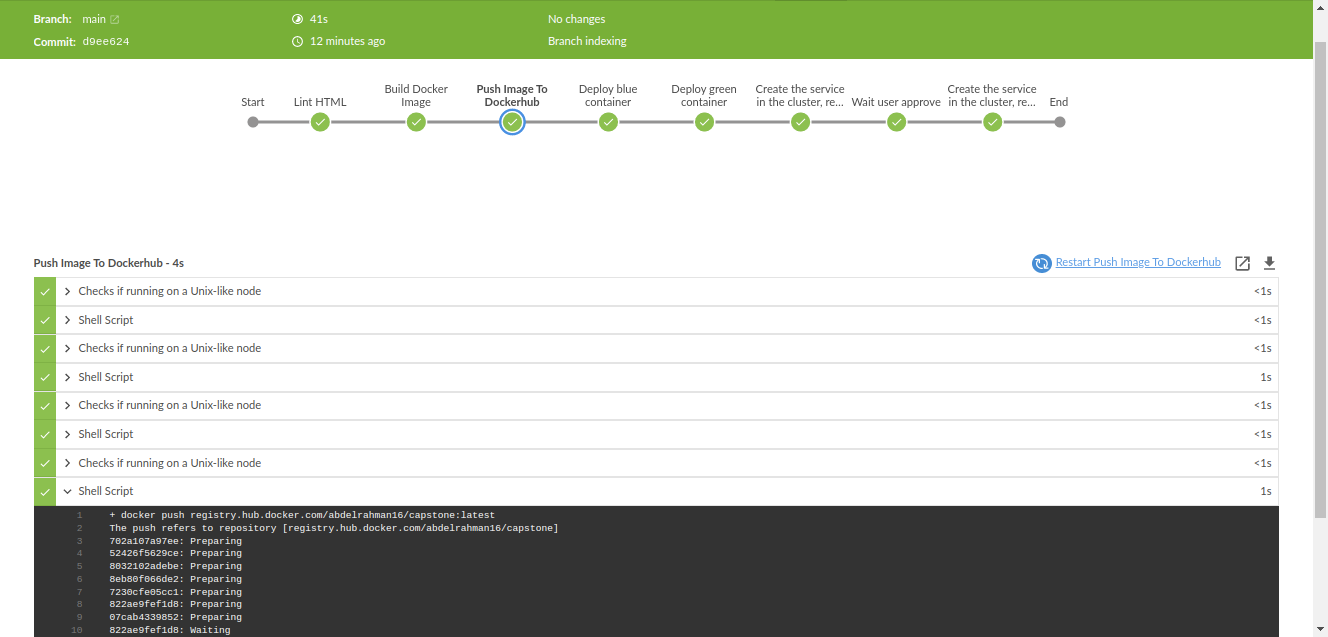 Branch: main 41s No changes
Commit: d9ee624 12 minutes ago Branch indexing
Start Lint HTML Build Docker Image Push Image To Dockerhub Deploy blue container Deploy green container Create the service in the cluster, re... Wait user approve Create the service in the cluster, re... End
Push Image To Dockerhub - 4s Restart Push Image To Dockerhub
Checks if running on a Unix-like node <1s
Shell Script <1s
Checks if running on a Unix-like node <1s
Shell Script 1s
Checks if running on a Unix-like node <1s
Shell Script <1s
Checks if running on a Unix-like node <1s
Shell Script 1s
1 + docker push registry.hub.docker.com/abdelrahman16/capstone:latest
2 The push refers to repository [registry.hub.docker.com/abdelrahman16/capstone]
3 702a107a97ee: Preparing
4 52426f5629ce: Preparing
5 8032102adebe: Preparing
6 8eb80f066de2: Preparing
7 7230cfe05cc1: Preparing
8 822ae9fef1d8: Preparing
9 07cab4339852: Preparing
10 822ae9fef1d8: Waiting